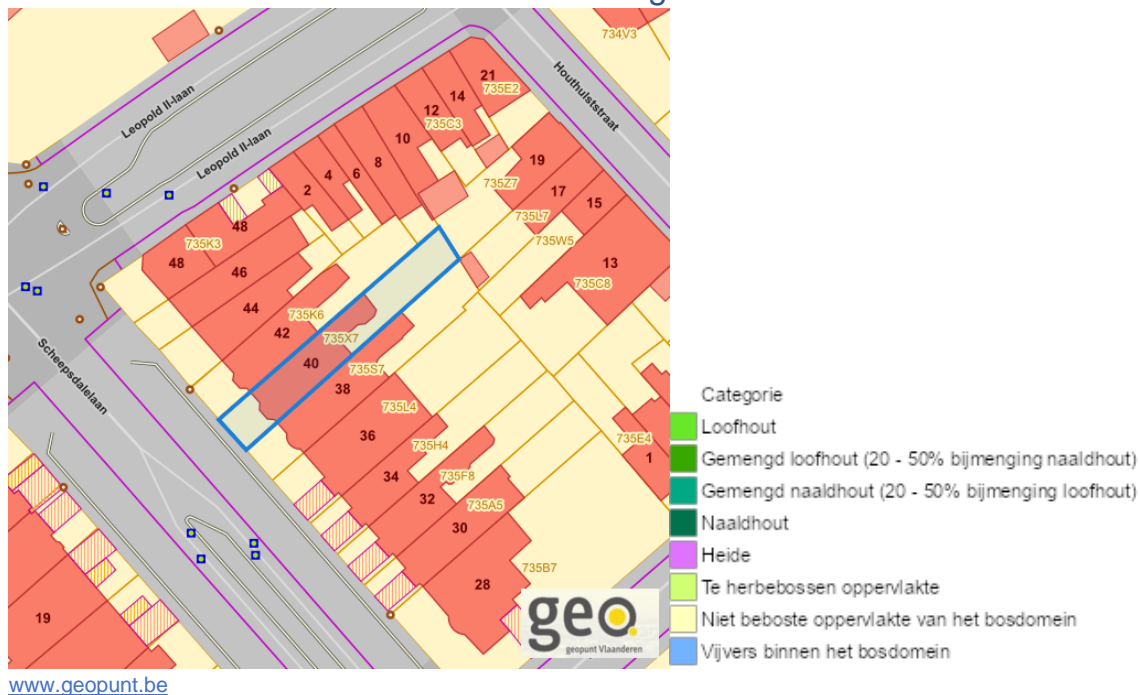 734V3
21
735E2
Houthulststraat
14
12
735C3
Leopold II-laan
10
Leopold II-laan
8
6
4
2
19
735Z7
17
15
735L7
735W5
48
735K3
48
46
13
735C8
44
735K6
42
735X7
40
735S7
38
Scheepsdalelaan
735L4
36
735H4
735E4
1
34
735F8
32
735A5
30
735B7
28
19
geo.
geopunt Vlaanderen
Categorie
Loofhout
Gemengd loofhout (20 - 50% bijmenging naaldhout)
Gemengd naaldhout (20 - 50% bijmenging loofhout)
Naaldhout
Heide
Te herbebossen oppervlakte
Niet beboste oppervlakte van het bosdomein
Vijvers binnen het bosdomein
www.geopunt.be